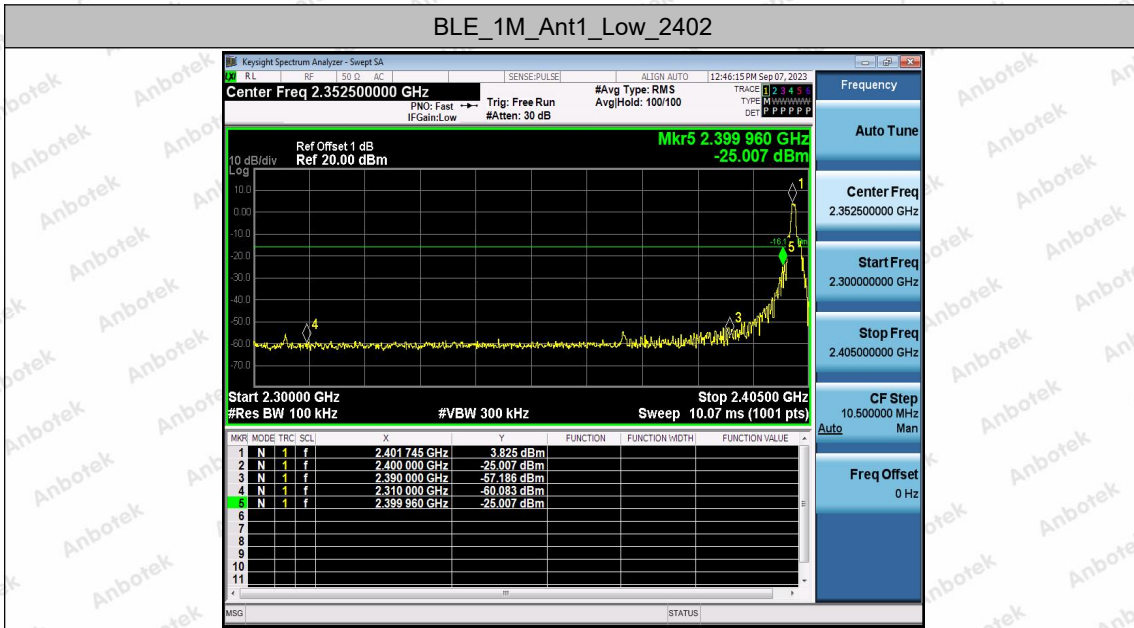 BLE_1M_Ant1_Low_2402
Keysight Spectrum Analyzer - Swept SA
RL RF 50 Ω AC SENSE:PULSE ALIGN AUTO 12:46:15 PM Sep 07, 2023
Center Freq 2.352500000 GHz
PNO: Fast
IFGain:Low
Trig: Free Run
#Atten: 30 dB
#Avg Type: RMS
Avg|Hold: 100/100
TRACE 1 2 3 4 5 6
TYPE MWWWWW
DET P P P P P P
Mkr5 2.399 960 GHz
-25.007 dBm
Ref Offset 1 dB
10 dB/div Ref 20.00 dBm
Log
10.0
0.00
-10.0
-20.0
-30.0
-40.0
-50.0
-60.0
-70.0
1
5
3
4
Start 2.30000 GHz Stop 2.40500 GHz
#Res BW 100 kHz #VBW 300 kHz Sweep 10.07 ms (1001 pts)
MKR MODE TRC SCL X Y FUNCTION FUNCTION WIDTH FUNCTION VALUE
1 N 1 f 2.401 745 GHz 3.825 dBm
2 N 1 f 2.400 000 GHz -25.007 dBm
3 N 1 f 2.390 000 GHz -57.186 dBm
4 N 1 f 2.310 000 GHz -60.083 dBm
5 N 1 f 2.399 960 GHz -25.007 dBm
6
7
8
9
10
11
MSG STATUS
Frequency
Auto Tune
Center Freq
2.352500000 GHz
Start Freq
2.300000000 GHz
Stop Freq
2.405000000 GHz
CF Step
10.500000 MHz
Auto Man
Freq Offset
0 Hz
Anbotek